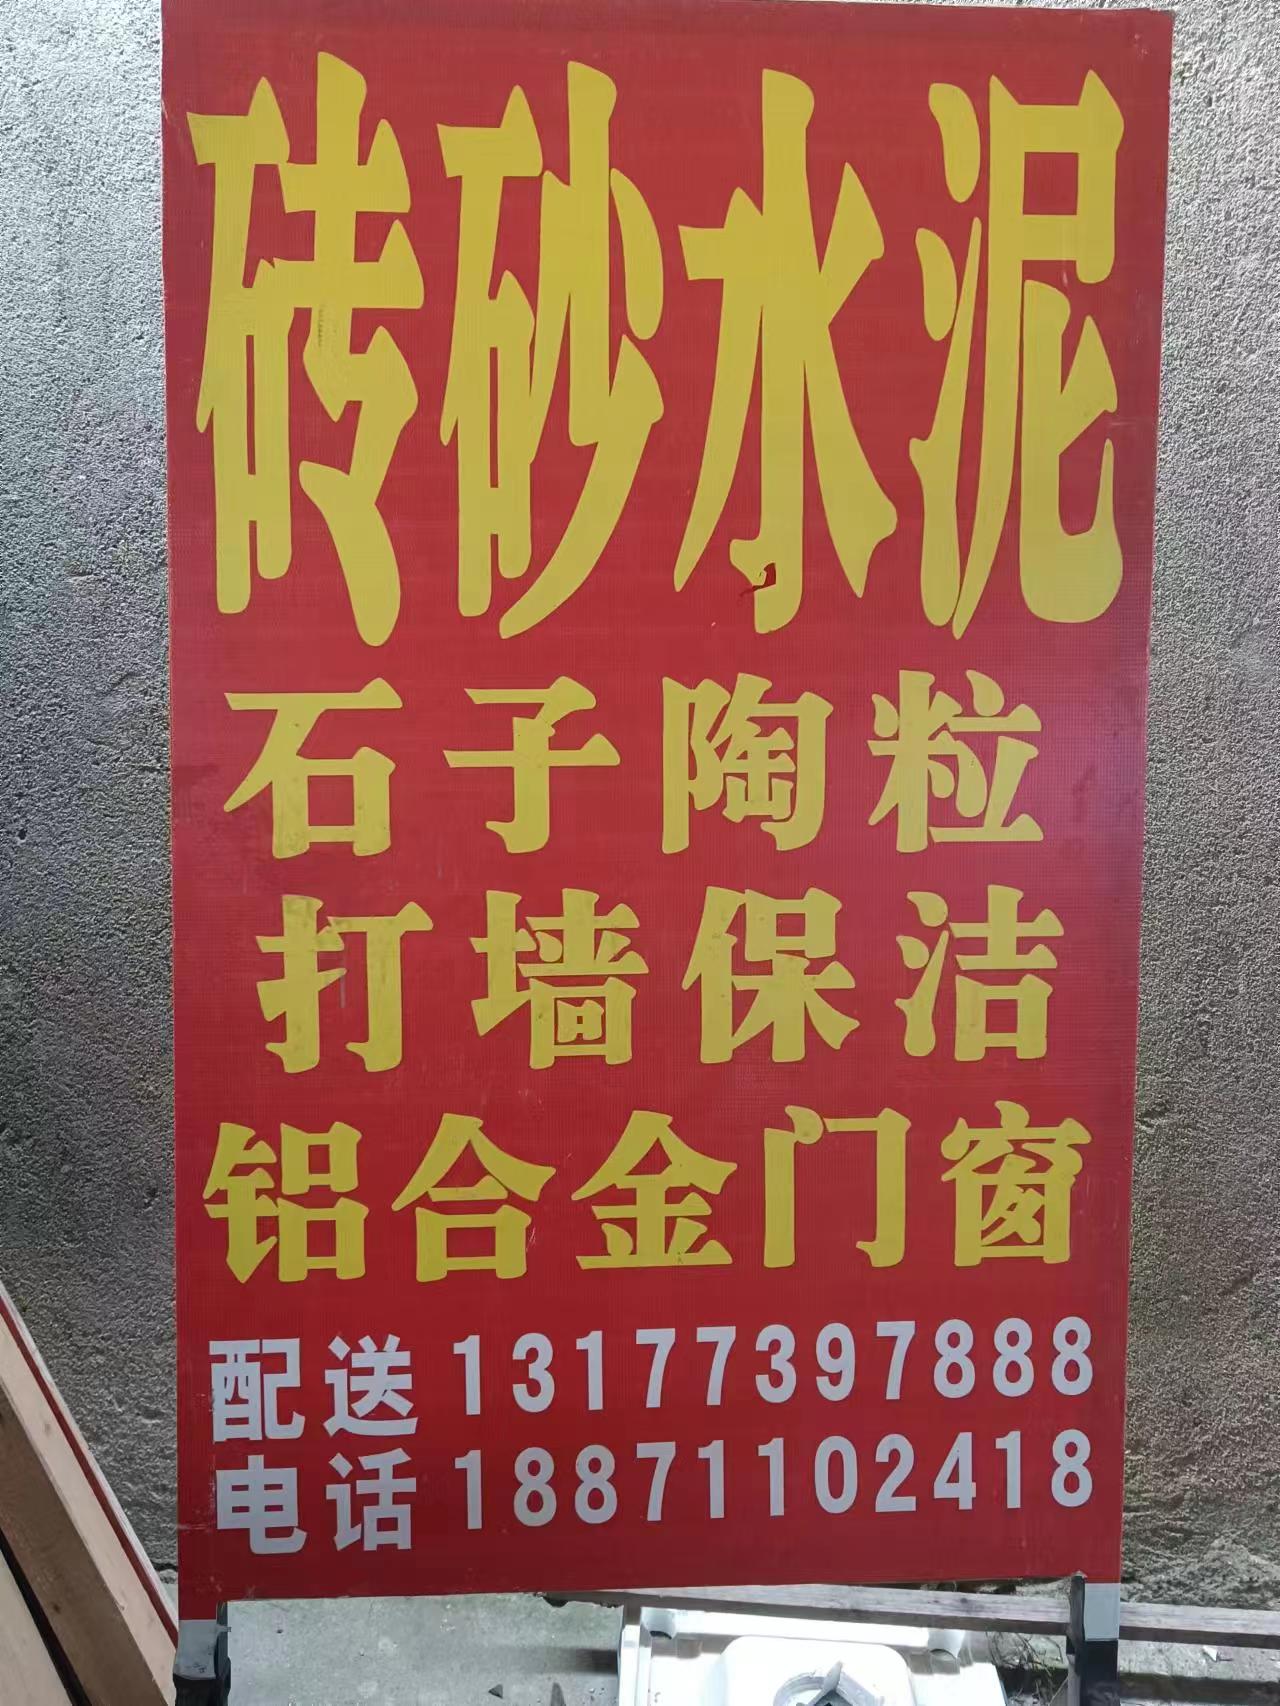 砖砂水泥
石子陶粒
打墙保洁
铝合金门窗
配送 13177397888
电话 18871102418